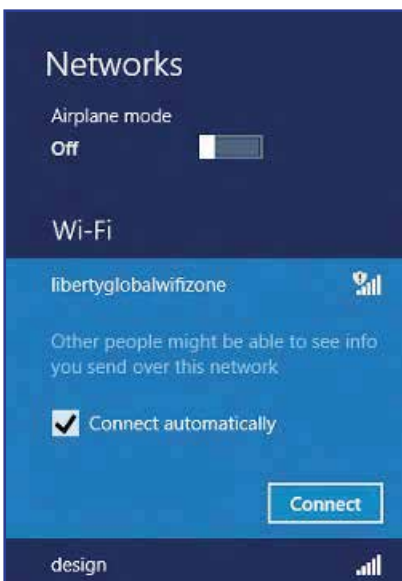 Networks
Airplane mode
Off
Wi-Fi
libertyglobalwifizone
Other people might be able to see info
you send over this network
Connect automatically
Connect
design